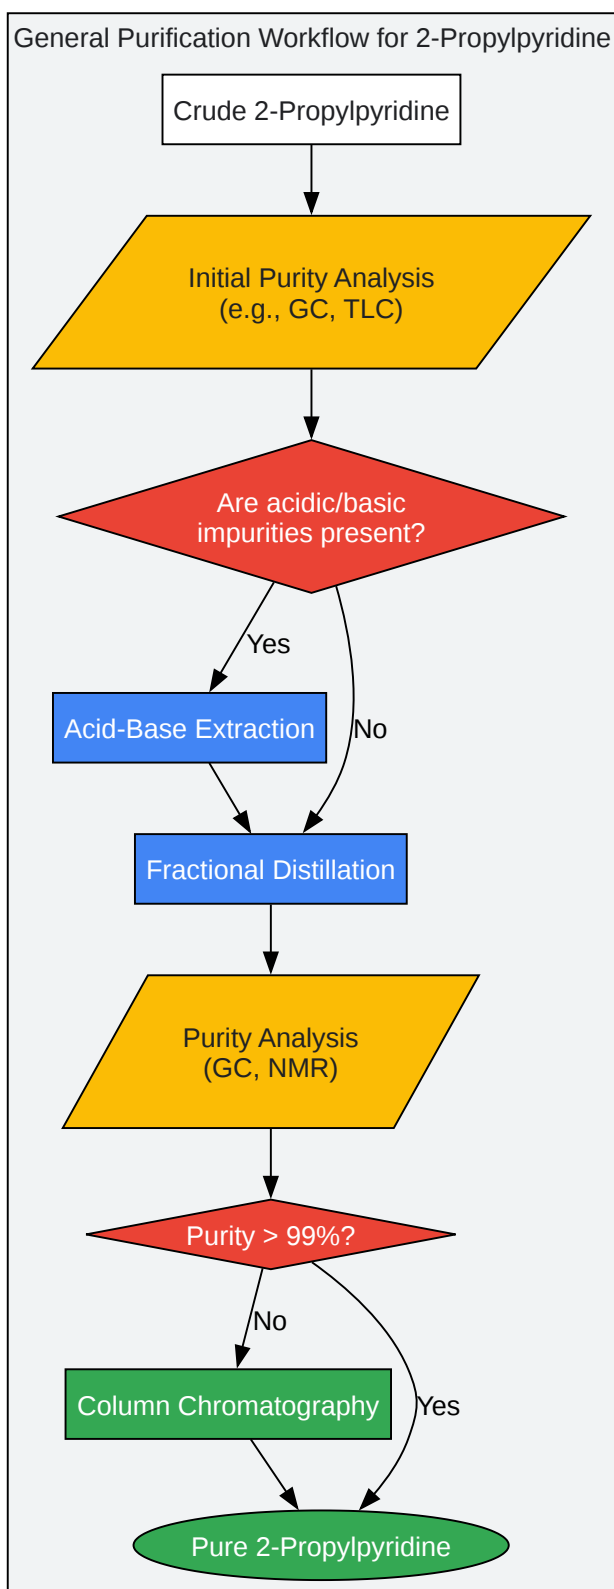 General Purification Workflow for 2-Propylpyridine
Crude 2-Propylpyridine
Initial Purity Analysis
(e.g., GC, TLC)
Are acidic/basic
impurities present?
Yes
Acid-Base Extraction
No
Fractional Distillation
Purity Analysis
(GC, NMR)
Purity > 99%?
No
Column Chromatography
Yes
Pure 2-Propylpyridine